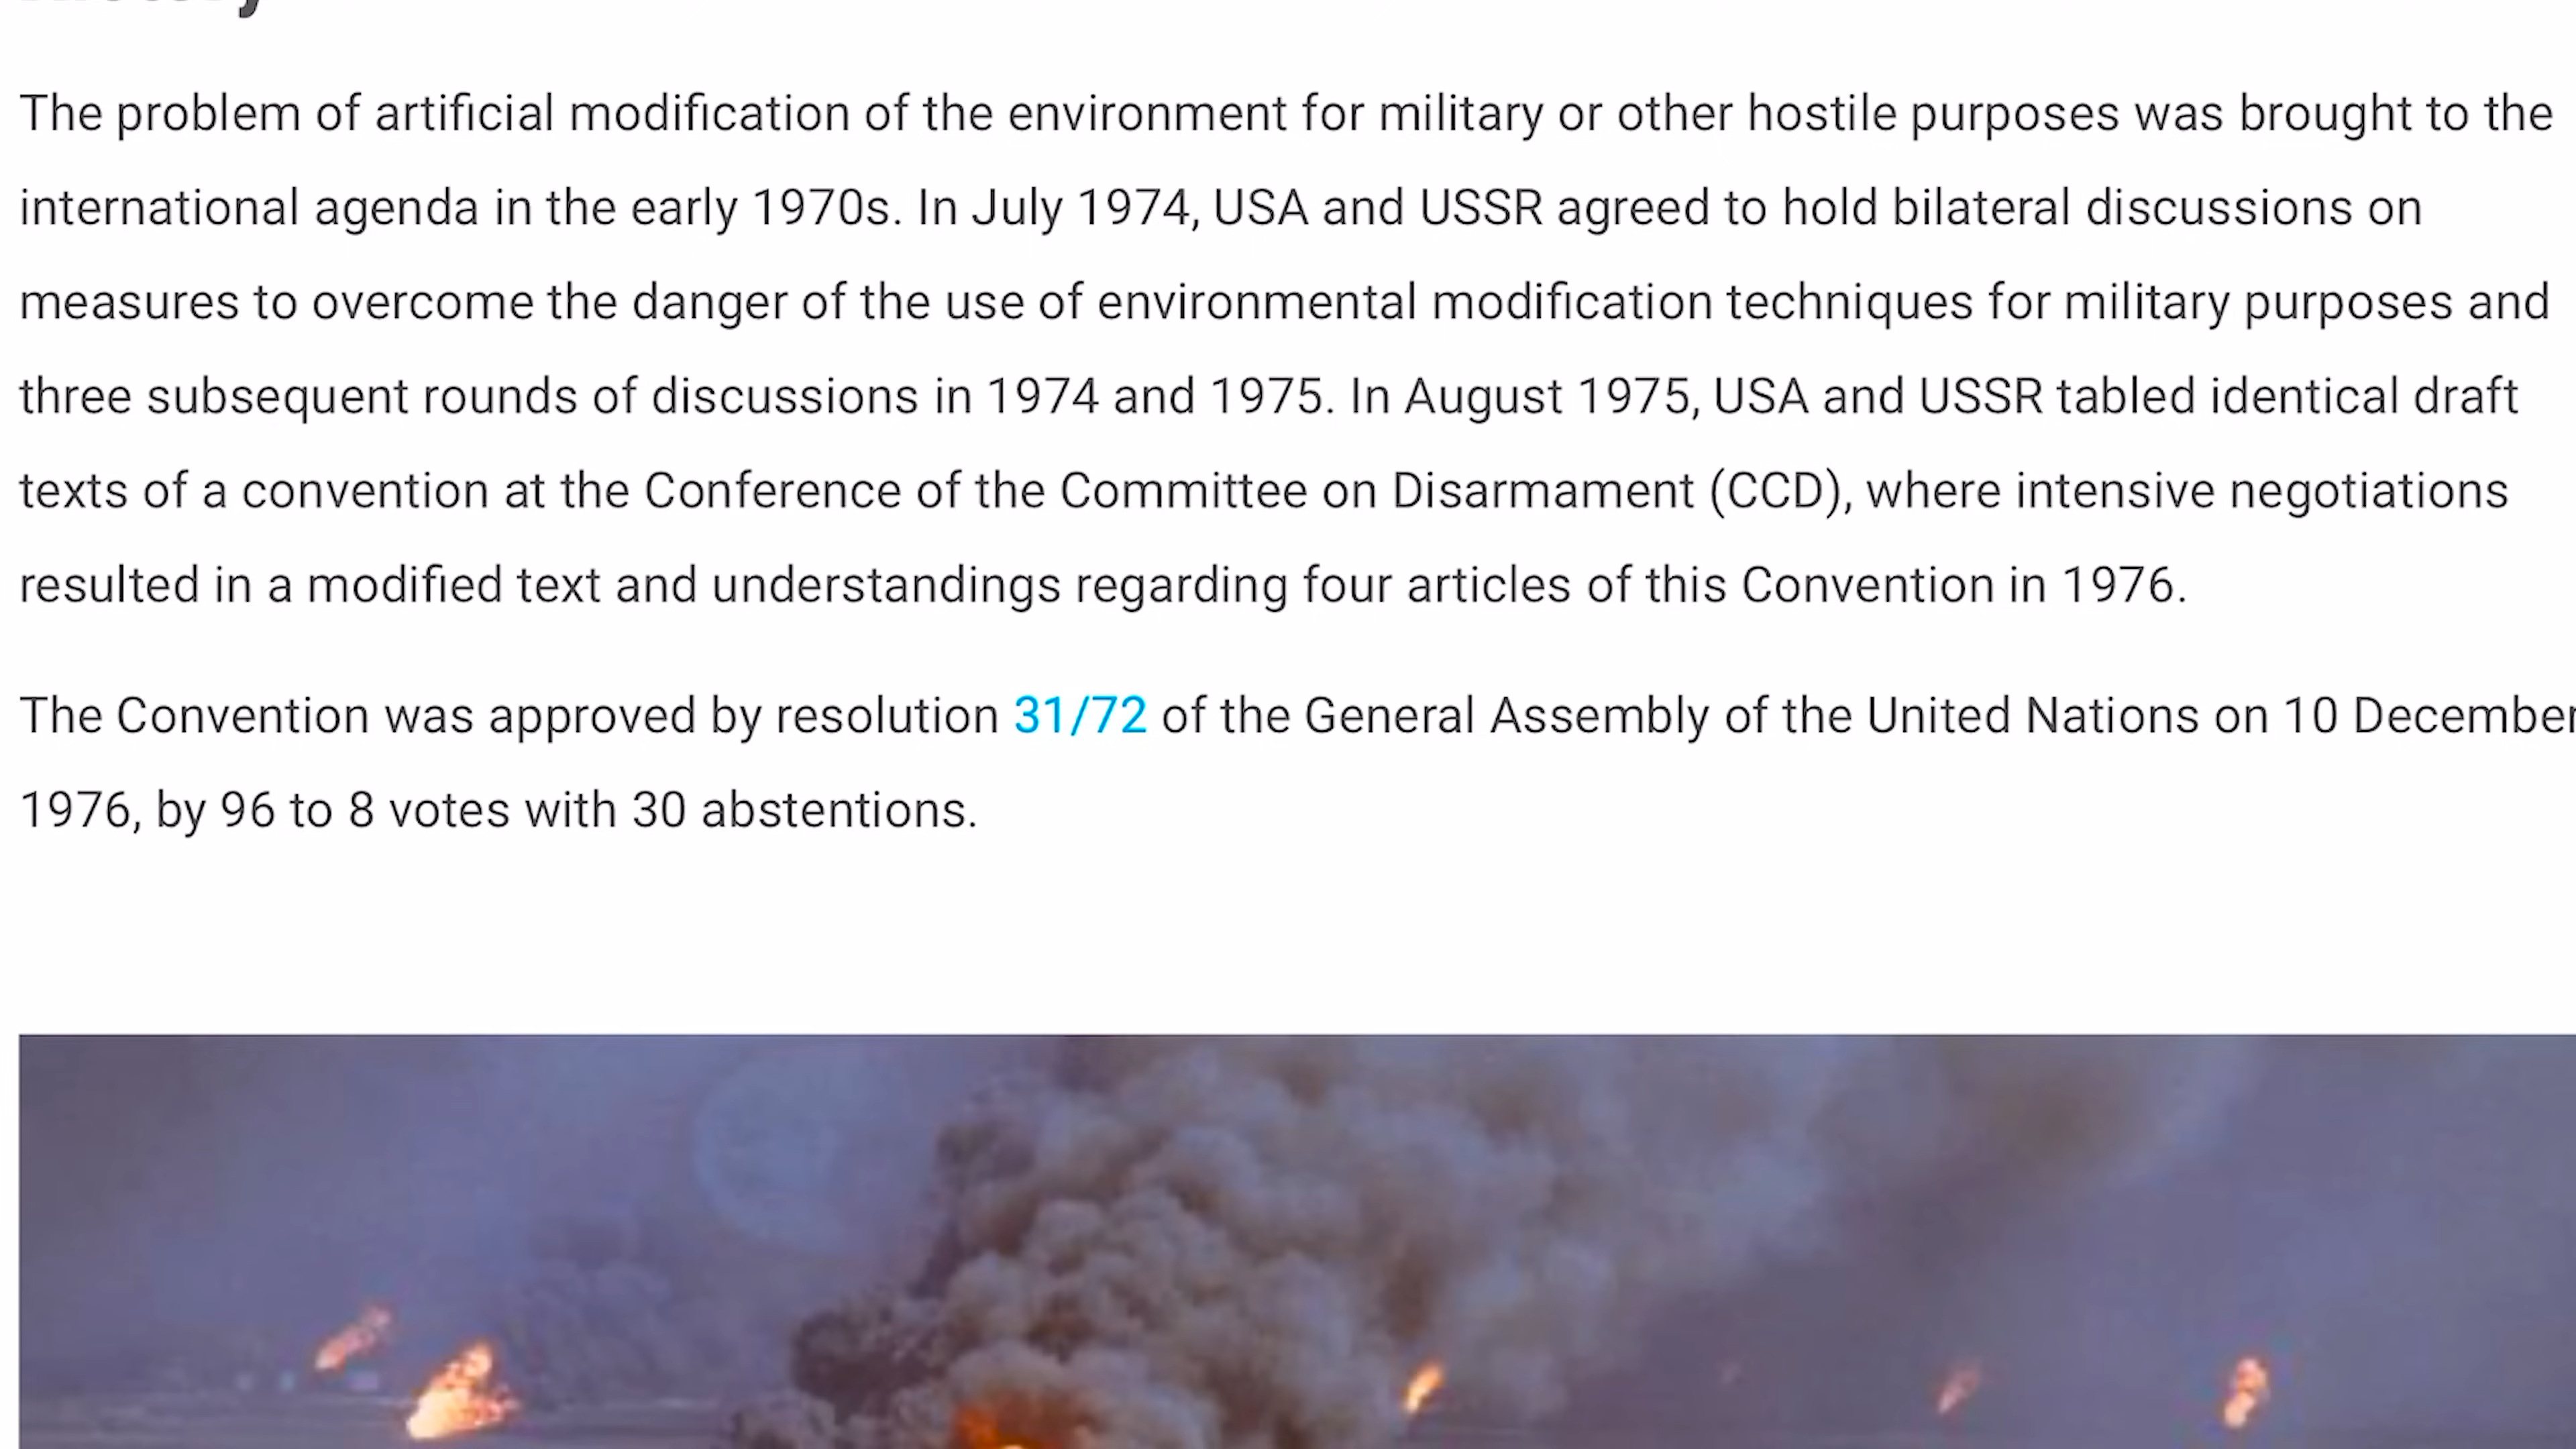 The problem of artificial modification of the environment for military or other hostile purposes was brought to the
international agenda in the early 1970s. In July 1974, USA and USSR agreed to hold bilateral discussions on
measures to overcome the danger of the use of environmental modification techniques for military purposes and
three subsequent rounds of discussions in 1974 and 1975. In August 1975, USA and USSR tabled identical draft
texts of a convention at the Conference of the Committee on Disarmament (CCD), where intensive negotiations
resulted in a modified text and understandings regarding four articles of this Convention in 1976.
The Convention was approved by resolution 31/72 of the General Assembly of the United Nations on 10 December
1976, by 96 to 8 votes with 30 abstentions.